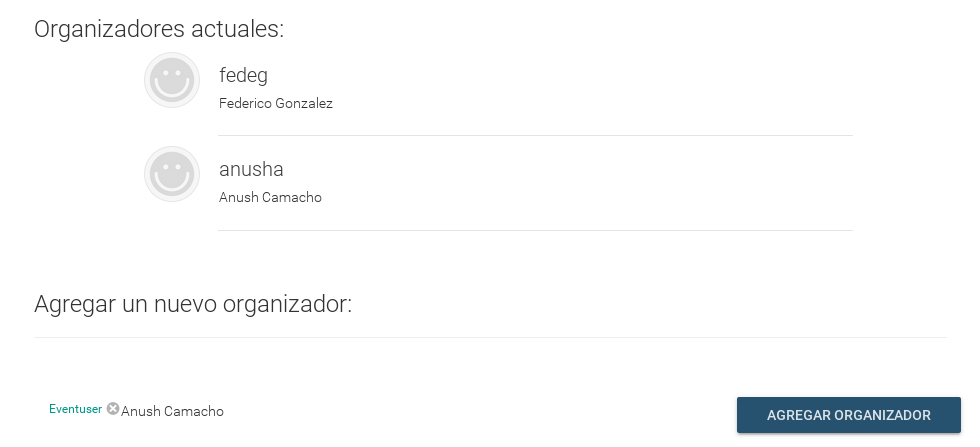 Organizadores actuales:
fedeg
Federico Gonzalez
anusha
Anush Camacho
Agregar un nuevo organizador:
Eventuser Anush Camacho
AGREGAR ORGANIZADOR